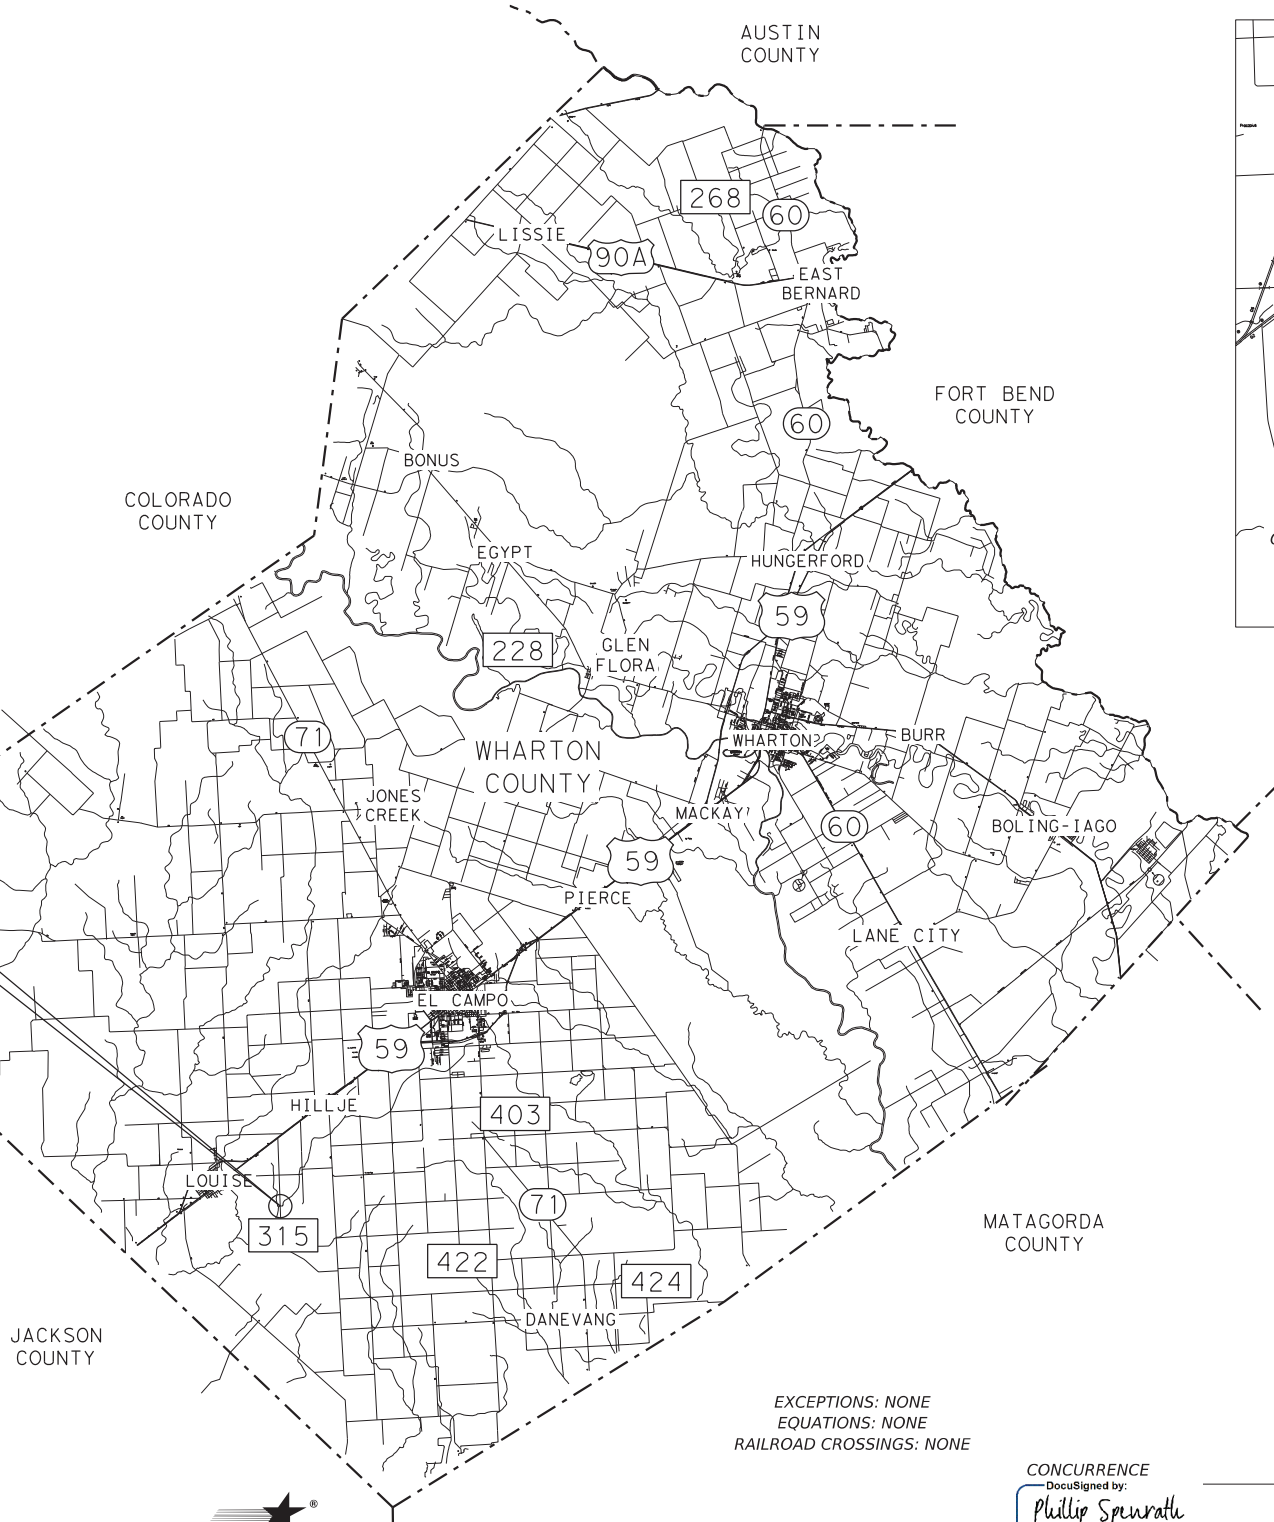 AUSTIN
COUNTY
268
60
LISSIE
90A
EAST
BERNARD
FORT BEND
COUNTY
60
BONUS
COLORADO
COUNTY
EGYPT
HUNGERFORD
59
228
GLEN
FLORA
71
WHARTON
COUNTY
WHARTON
BURR
JONES
CREEK
MACKAY
60
BOLING-IAGO
59
PIERCE
LANE CITY
EL CAMPO
59
HILLJE
403
LOUISE
71
315
MATAGORDA
COUNTY
422
424
DANEVANG
JACKSON
COUNTY
EXCEPTIONS: NONE
EQUATIONS: NONE
RAILROAD CROSSINGS: NONE
CONCURRENCE
DocuSigned by:
Phillip Spenrath
®